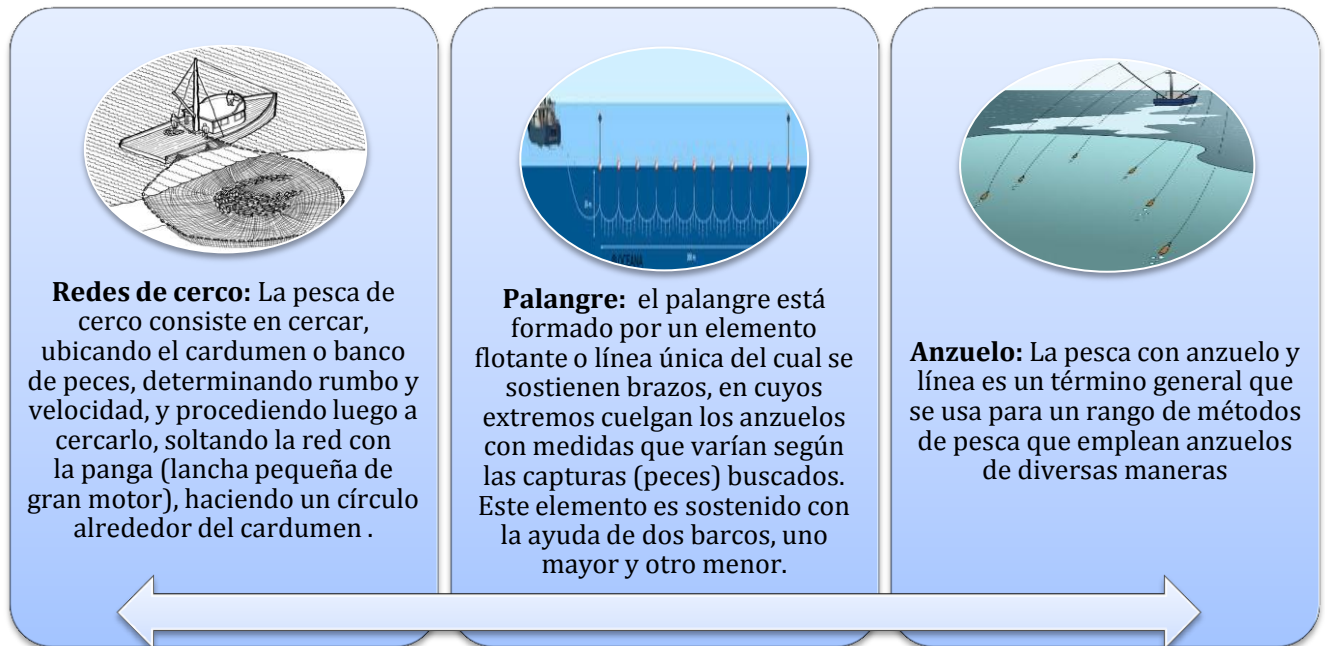 Redes de cerco: La pesca de
cerco consiste en cercar,
ubicando el cardumen o banco
de peces, determinando rumbo y
velocidad, y procediendo luego a
cercarlo, soltando la red con
la panga (lancha pequeña de
gran motor), haciendo un círculo
alrededor del cardumen .
OCEANA
Palangre: el palangre está
formado por un elemento
flotante o línea única del cual se
sostienen brazos, en cuyos
extremos cuelgan los anzuelos
con medidas que varían según
las capturas (peces) buscados.
Este elemento es sostenido con
la ayuda de dos barcos, uno
mayor y otro menor.
Anzuelo: La pesca con anzuelo y
línea es un término general que
se usa para un rango de métodos
de pesca que emplean anzuelos
de diversas maneras